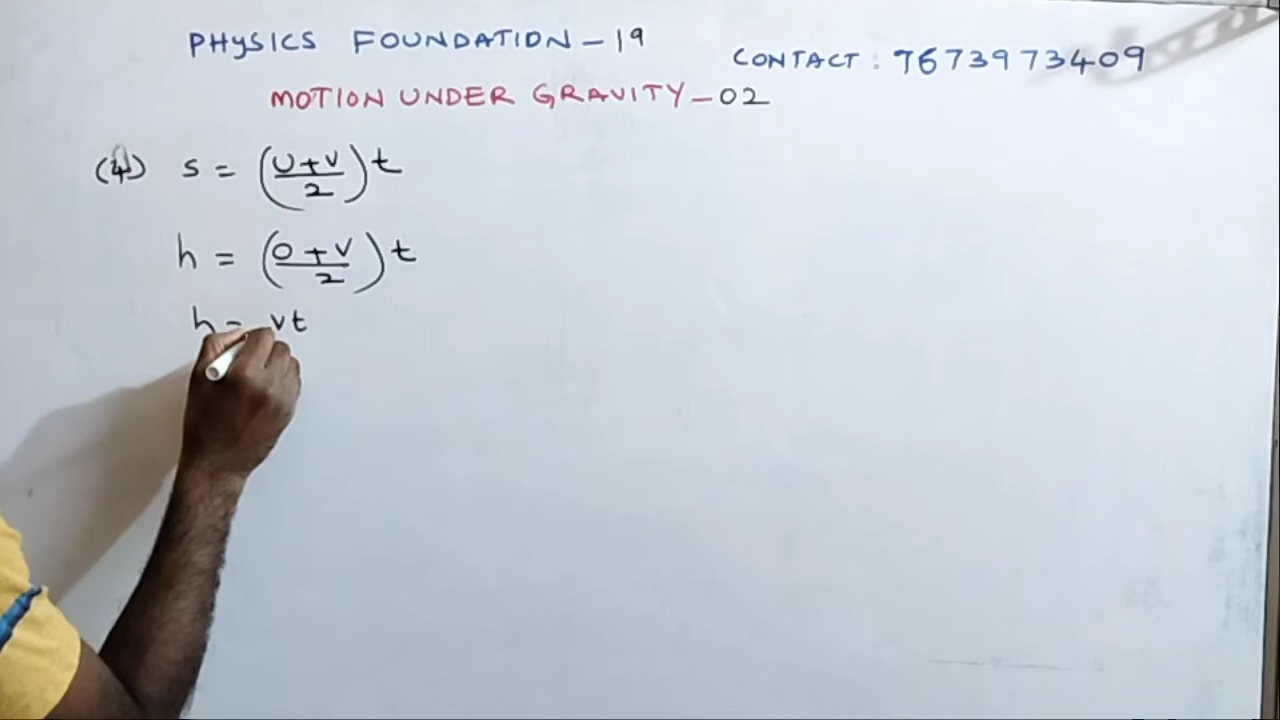 PHYSICS FOUNDATION - 19
CONTACT : 7673973409
MOTION UNDER GRAVITY - 02
(4) s = (u+v/2)t
h = (0+v/2)t
h = vt